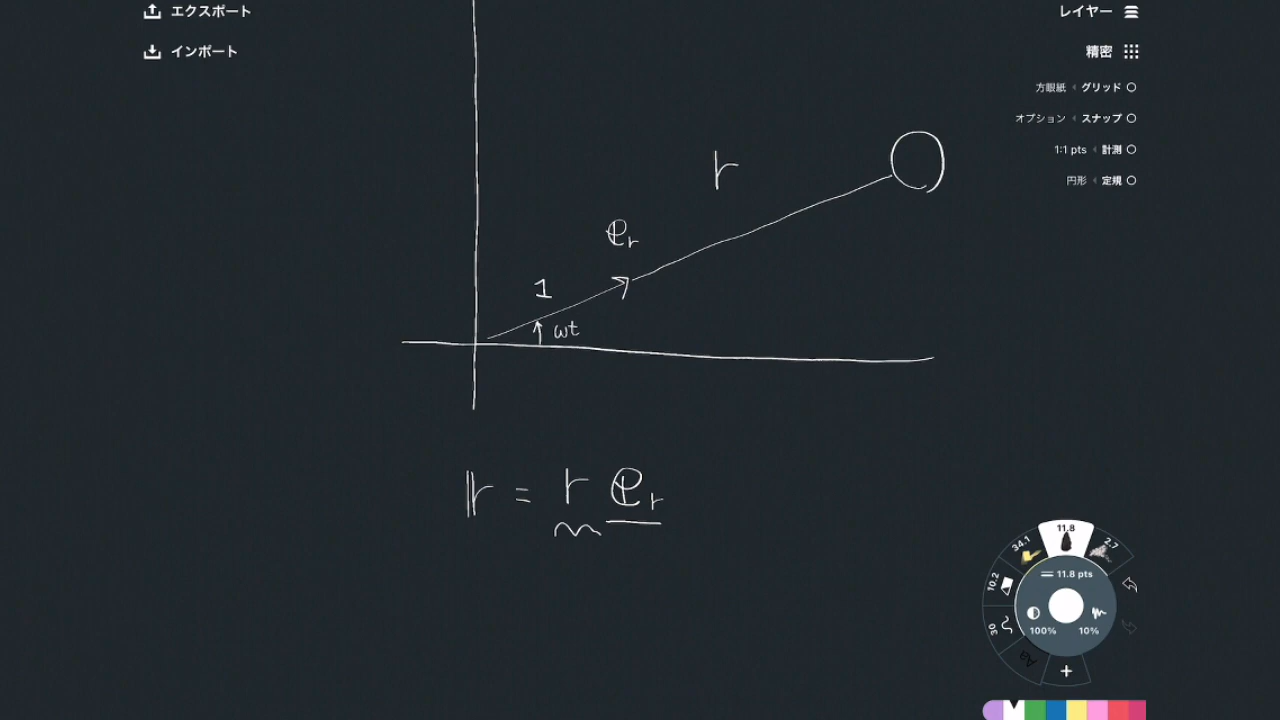 エクスポート
インポート
レイヤー
精密
方眼紙 グリッド
オプション スナップ
1:1 pts 計測
円形 定規
r
er
1
ωt
r = r er
11.8
34.1
2.7
10.2
11.8 pts
30
100% 10%
Aa
+